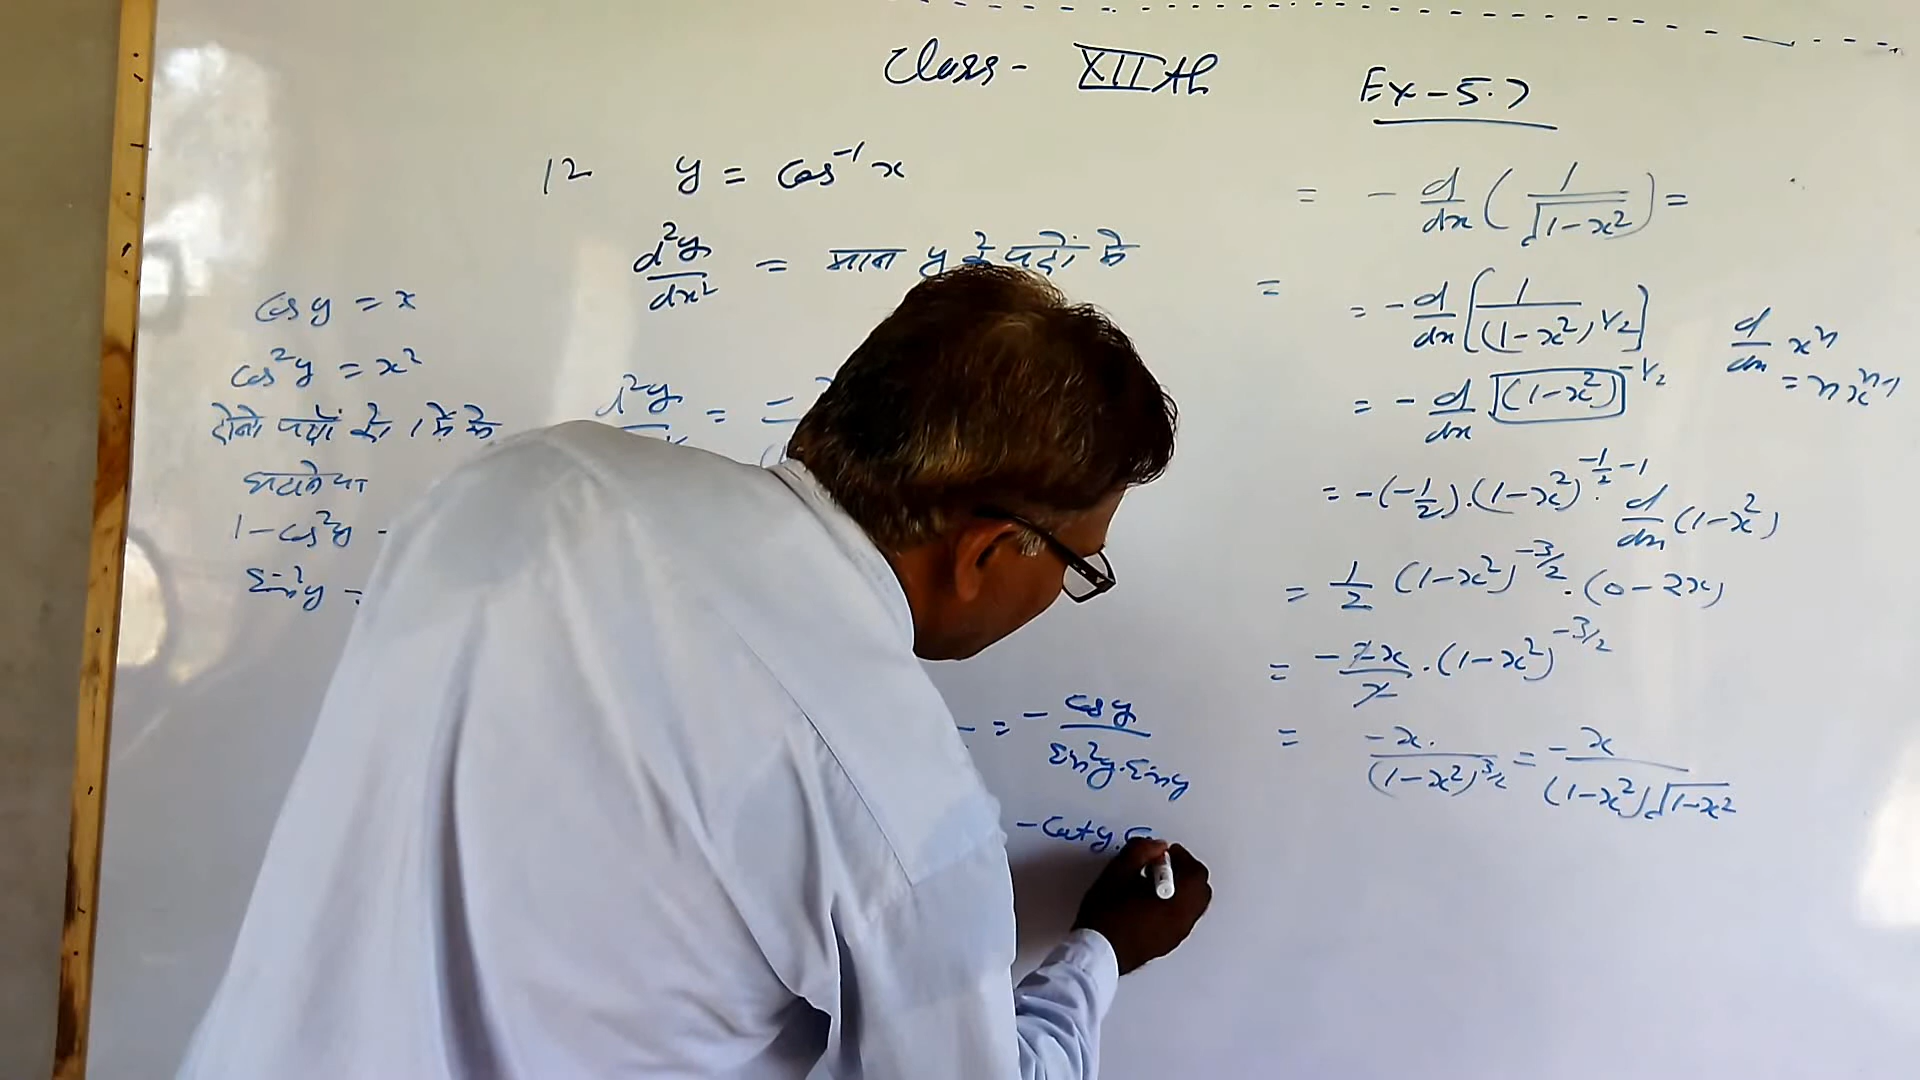 Class - XIIth
Ex-5.7
12 y = cos⁻¹ x
d²y/dx² = मान y के पदों में
cos y = x
cos²y = x²
दोनो पक्षों को 1 में से
घटाने पर
1 - cos²y -
Sin²y =
d²y = -
= - cos y / Sin²y . Sin y
- cot y .
= - d/dx ( 1/√(1-x²) ) =
=
= - d/dx [ 1/(1-x²)^1/2 ]
= - d/dx (1-x²)^-1/2
d/dx xⁿ
= n xⁿ⁻¹
= -(-1/2) . (1-x²)^(-1/2 - 1) d/dx (1-x²)
= 1/2 (1-x²)^-3/2 . (0 - 2x)
= -2x/2 . (1-x²)^-3/2
= -x . / (1-x²)^3/2 = - x / (1-x²)√(1-x²)